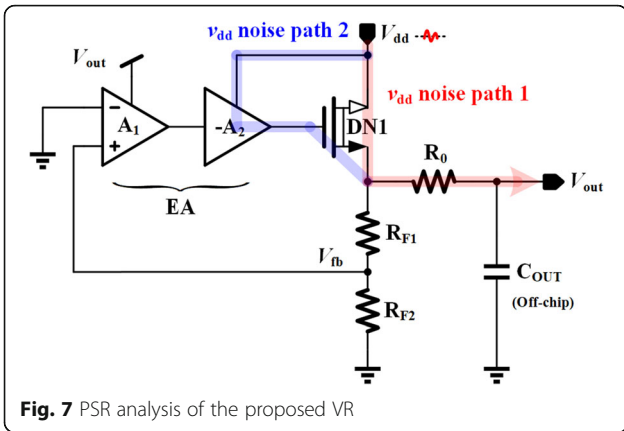 v_dd noise path 2
V_dd
V_out
v_dd noise path 1
−
A_1
+
-A_2
DN1
R_0
V_out
EA
R_F1
V_fb
C_OUT
(Off-chip)
R_F2
Fig. 7 PSR analysis of the proposed VR